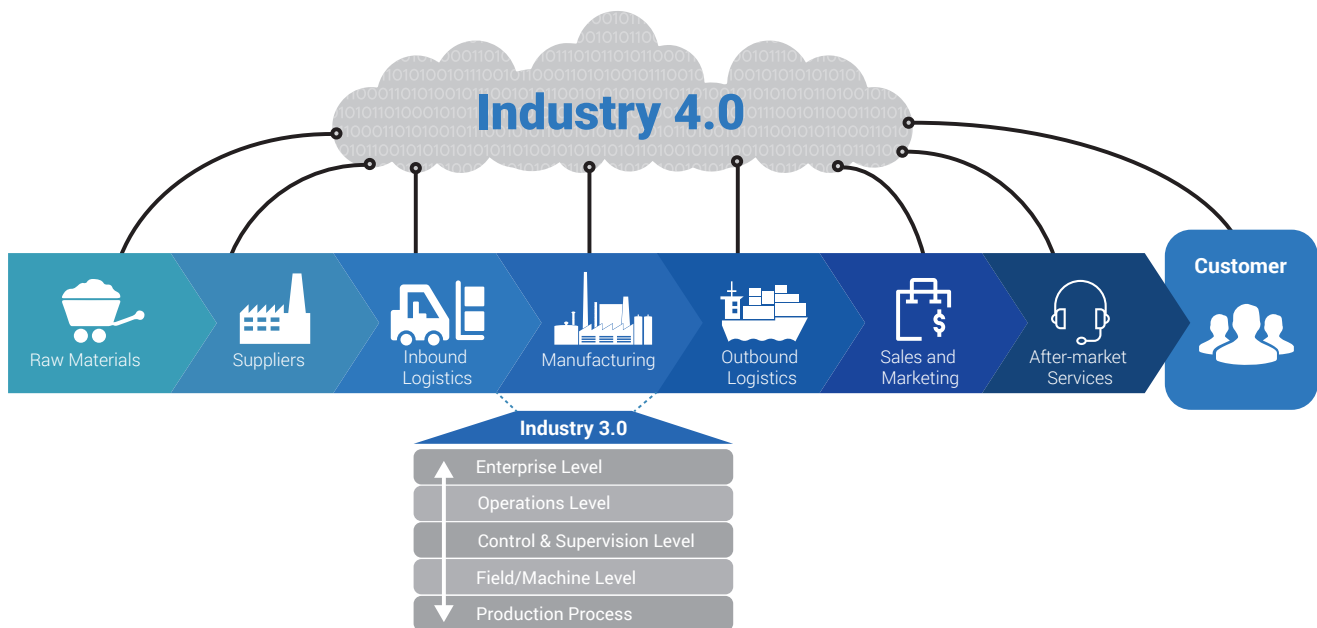 Industry 4.0
Customer
Raw Materials
Suppliers
Inbound
Logistics
Manufacturing
Outbound
Logistics
Sales and
Marketing
$
After-market
Services
Industry 3.0
Enterprise Level
Operations Level
Control & Supervision Level
Field/Machine Level
Production Process